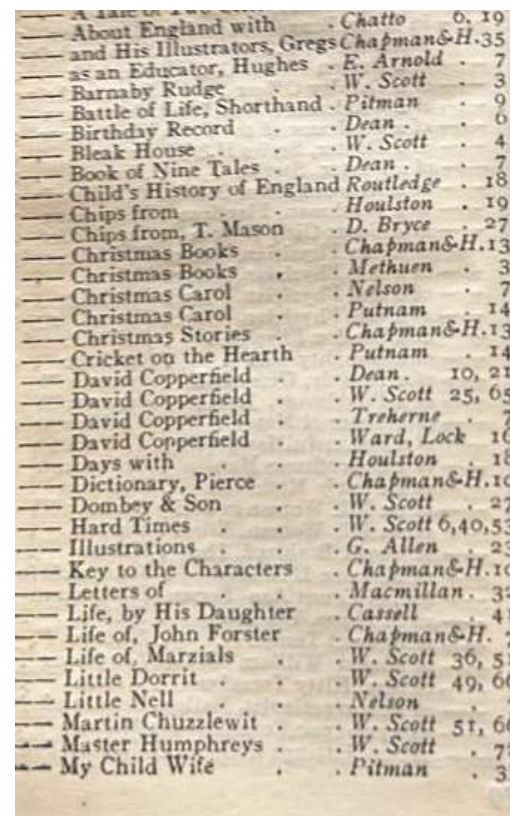 A Tale of Two
— About England with . Chatto 6, 19
— and His Illustrators, Gregs Chapman&H. 35
— as an Educator, Hughes . E. Arnold . 7
— Barnaby Rudge . . W. Scott . 3
— Battle of Life, Shorthand . Pitman . 9
— Birthday Record . . Dean . 6
— Bleak House . . . W. Scott . 4
— Book of Nine Tales . . Dean . 7
— Child's History of England Routledge . 18
— Chips from . . . Houlston . 19
— Chips from, T. Mason . D. Bryce . 27
— Christmas Books . . Chapman&H. 13
— Christmas Books . . Methuen . 3
— Christmas Carol . . Nelson . 7
— Christmas Carol . . Putnam . 14
— Christmas Stories . . Chapman&H. 13
— Cricket on the Hearth . Putnam . 14
— David Copperfield . . Dean . 10, 21
— David Copperfield . . W. Scott 25, 65
— David Copperfield . . Treherne . 7
— David Copperfield . . Ward, Lock 16
— Days with . . . Houlston . 18
— Dictionary, Pierce . . Chapman&H. 10
— Dombey & Son . . W. Scott . 27
— Hard Times . . . W. Scott 6,40,53
— Illustrations . . . G. Allen . 23
— Key to the Characters . Chapman&H. 10
— Letters of . . . Macmillan . 32
— Life, by His Daughter . Cassell . 41
— Life of, John Forster . Chapman&H.
— Life of, Marzials . . W. Scott 36, 51
— Little Dorrit . . . W. Scott 49, 66
— Little Nell . . . Nelson .
— Martin Chuzzlewit . . W. Scott 51, 66
— Master Humphreys . . W. Scott . 7
— My Child Wife . . Pitman . 3